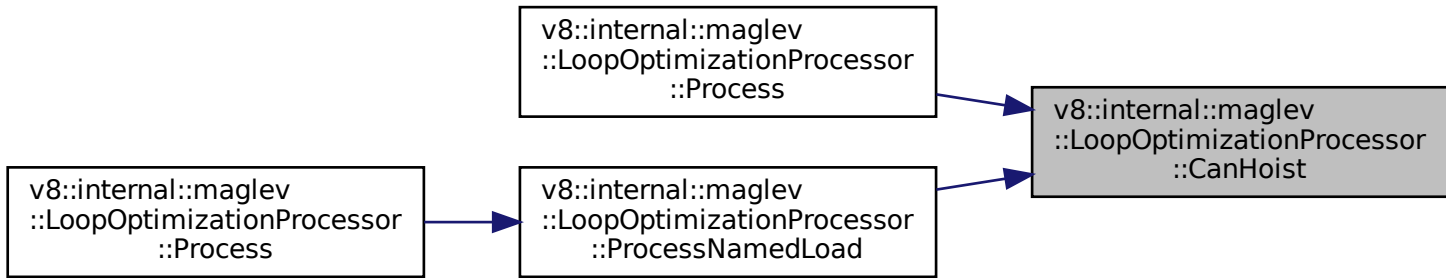 v8::internal::maglev
::LoopOptimizationProcessor
::Process
v8::internal::maglev
::LoopOptimizationProcessor
::CanHoist
v8::internal::maglev
::LoopOptimizationProcessor
::Process
v8::internal::maglev
::LoopOptimizationProcessor
::ProcessNamedLoad